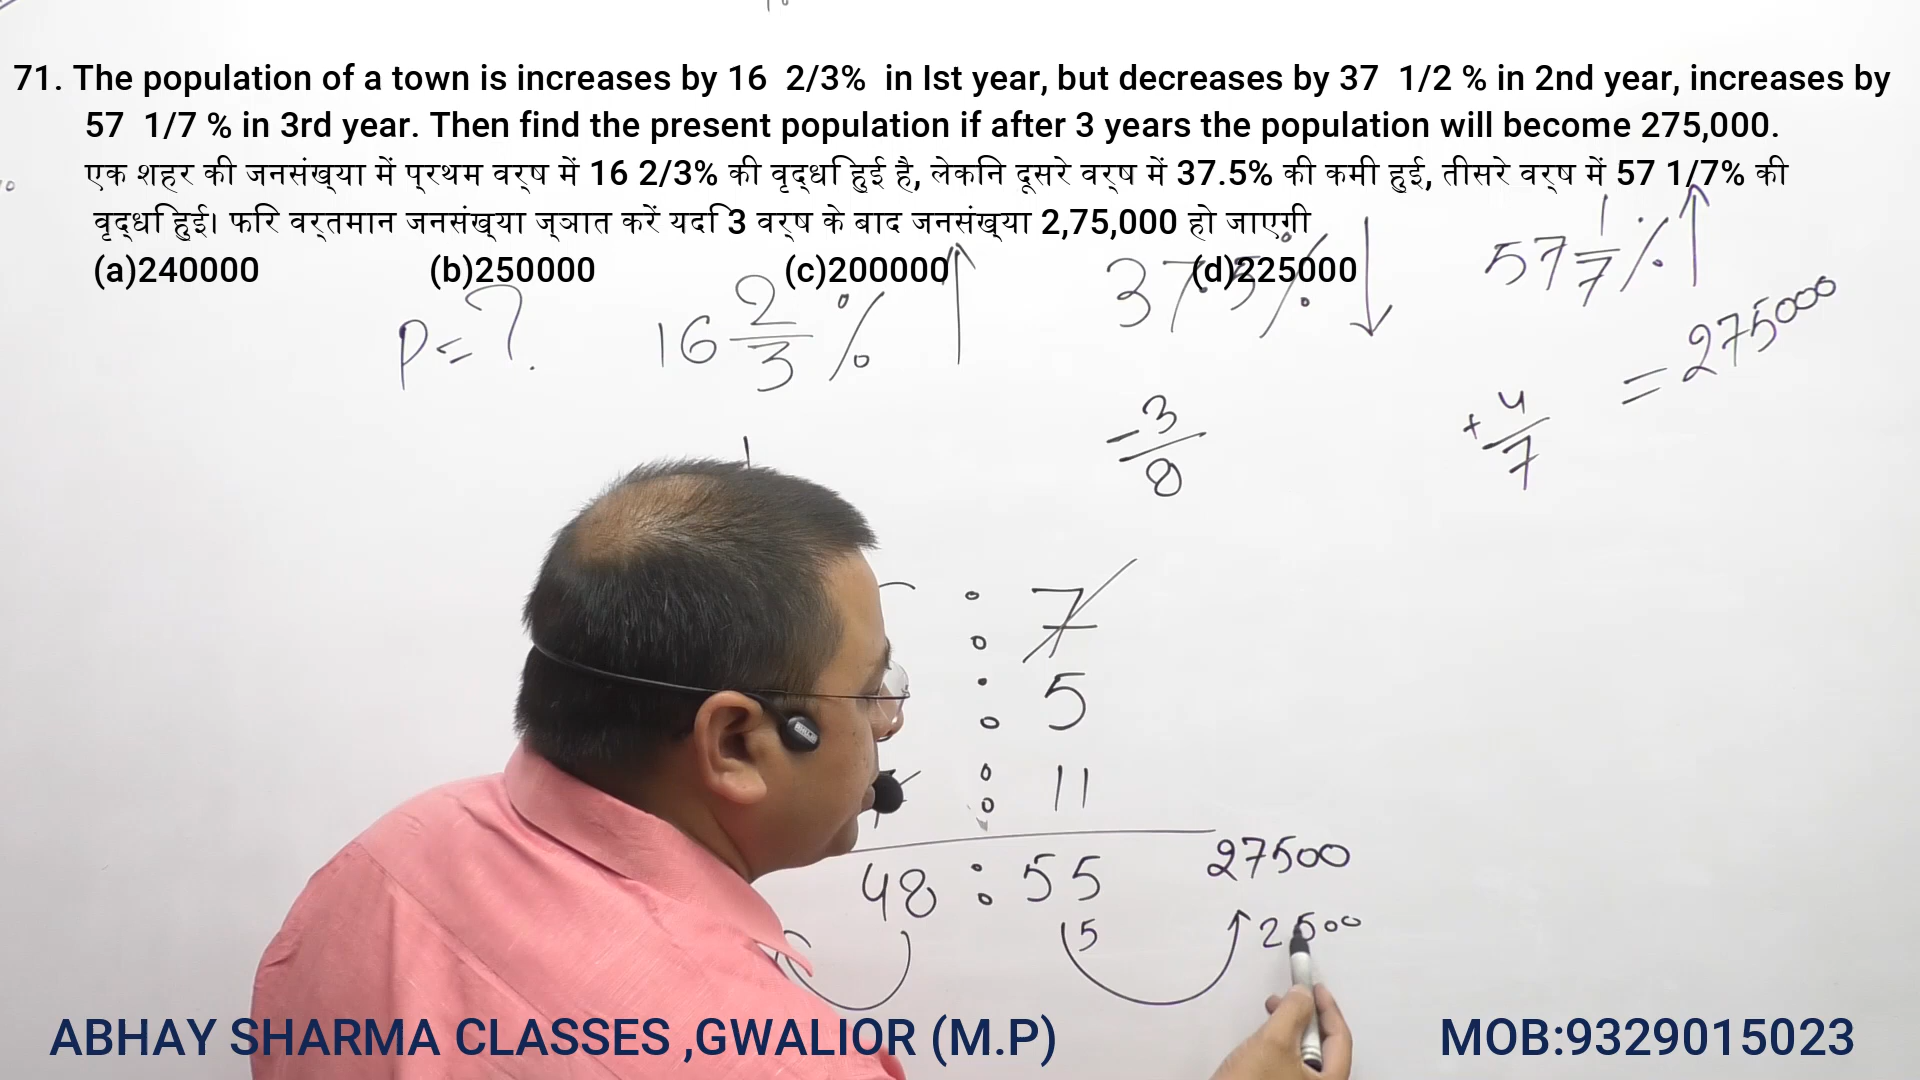 71. The population of a town is increases by 16 2/3% in Ist year, but decreases by 37 1/2 % in 2nd year, increases by
57 1/7 % in 3rd year. Then find the present population if after 3 years the population will become 275,000.
एक शहर की जनसंख्या में प्रथम वर्ष में 16 2/3% की वृद्धि हुई है, लेकिन दूसरे वर्ष में 37.5% की कमी हुई, तीसरे वर्ष में 57 1/7% की
वृद्धि हुई। फिर वर्तमान जनसंख्या ज्ञात करें यदि 3 वर्ष के बाद जनसंख्या 2,75,000 हो जाएगी
(a)240000 (b)250000 (c)200000 (d)225000
P = ? 16 2/3 % ↑ 37.5% ↓ 57 1/7 % ↑ = 275000
-3/8 +4/7
: 7
: 5
: 11
48 : 55 27500
5 2500
ABHAY SHARMA CLASSES ,GWALIOR (M.P) MOB:9329015023